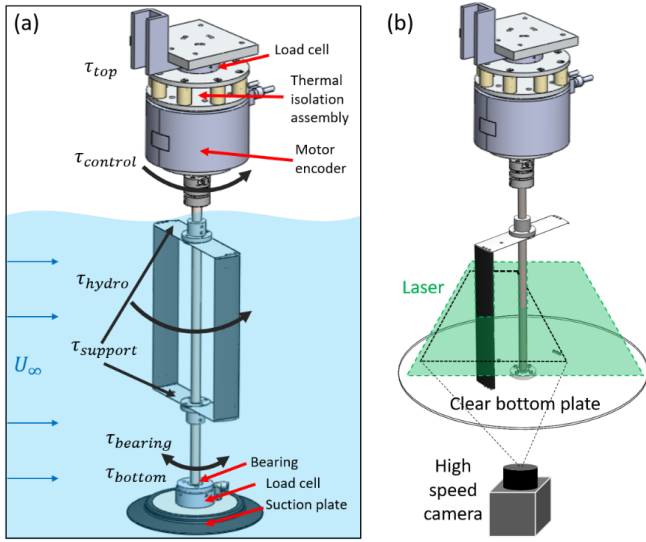 (a)
Load cell
τ_top
Thermal
isolation
assembly
Motor
encoder
τ_control
τ_hydro
τ_support
U_∞
τ_bearing
τ_bottom
Bearing
Load cell
Suction plate
(b)
Laser
Clear bottom plate
High
speed
camera